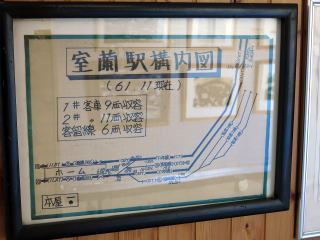 室蘭駅構内図
(61.11現在)
1# 客車9両収容
2# 〃 11両収容
客留線 6両収容
ホーム
本屋